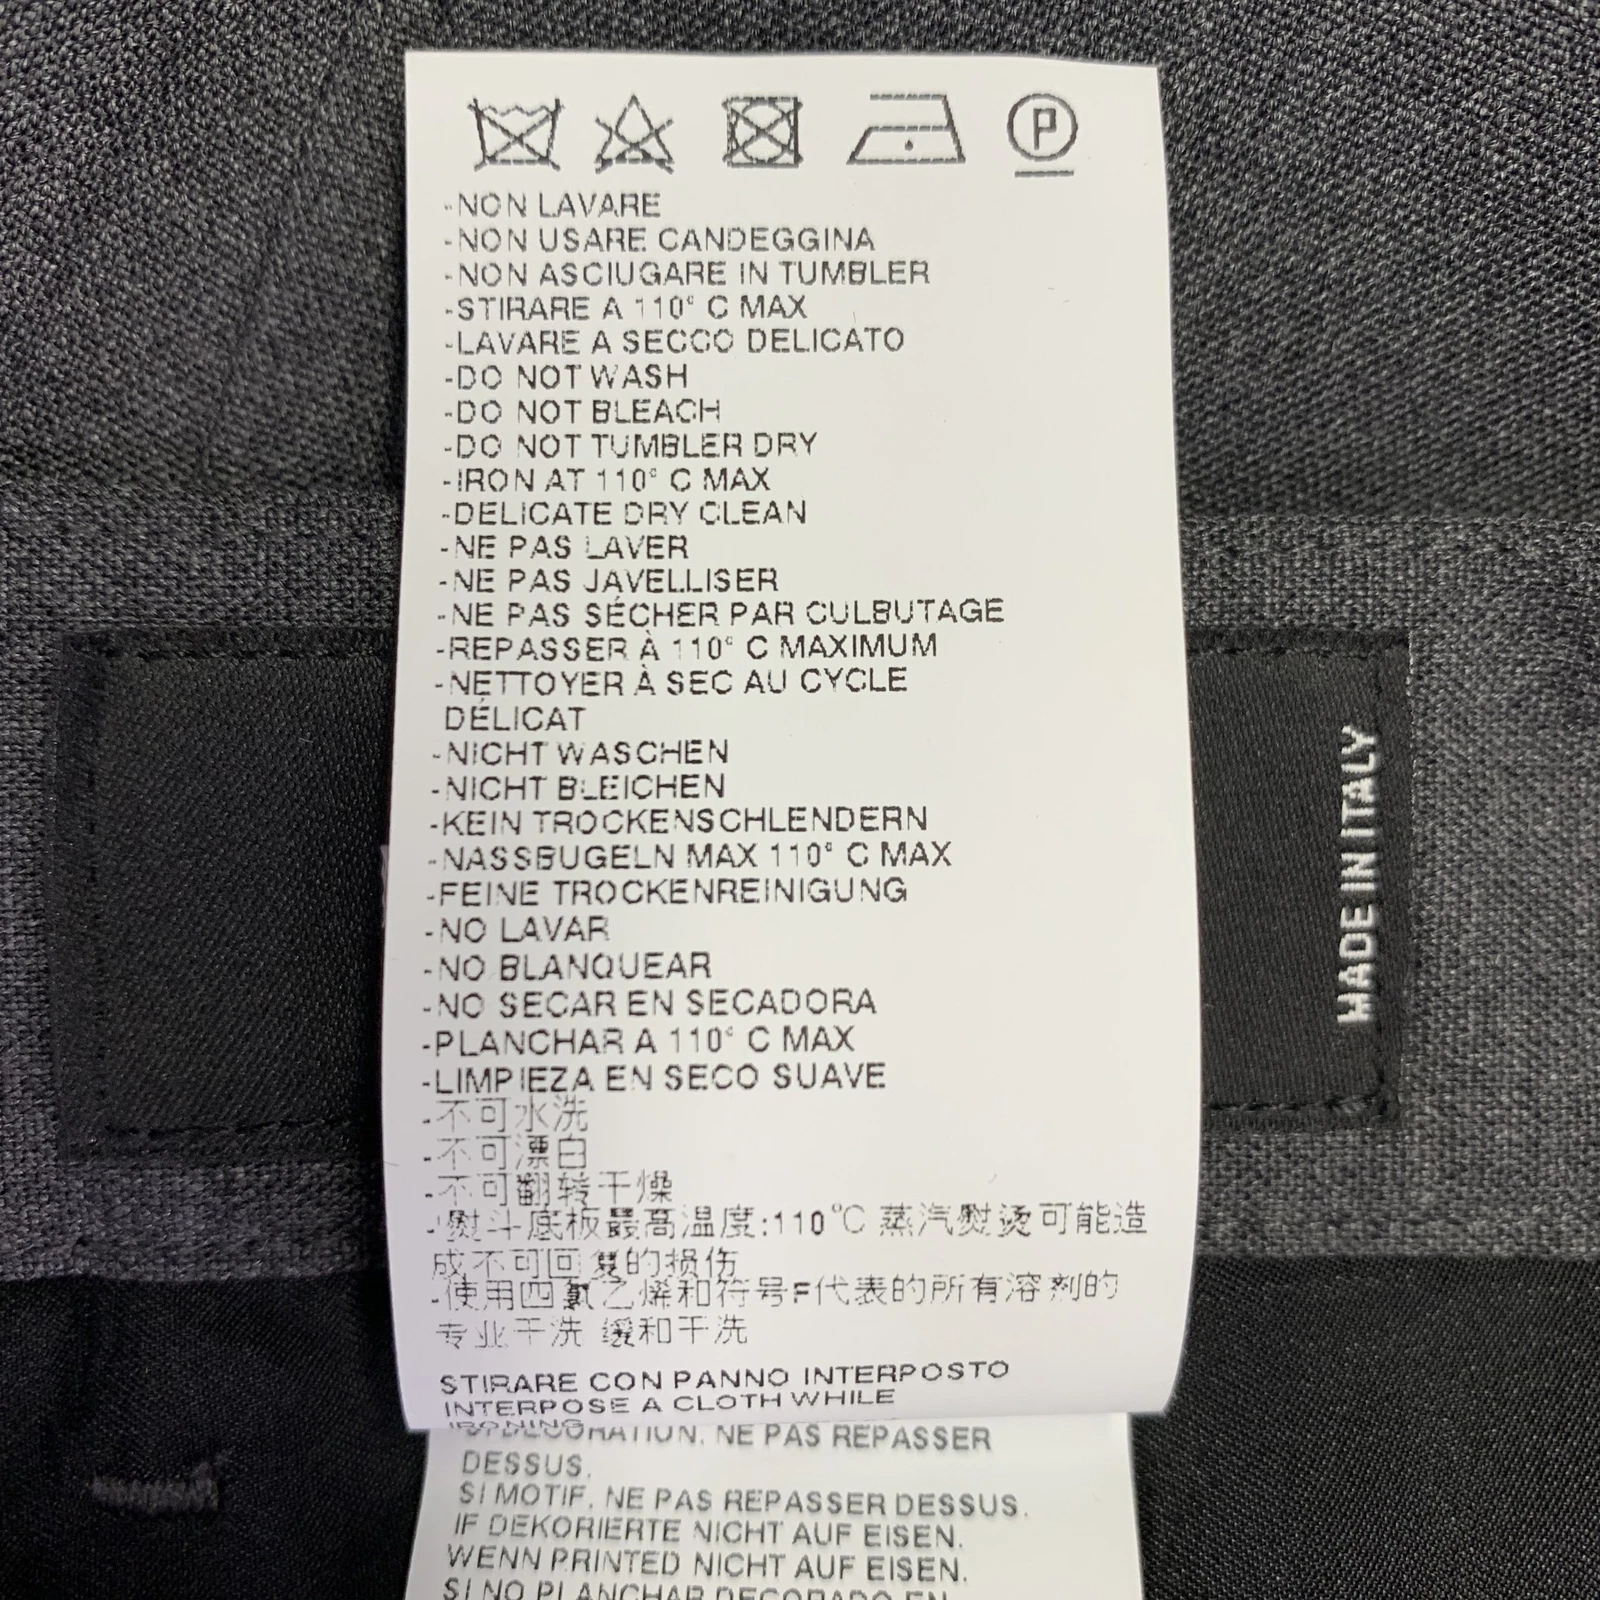 P
-NON LAVARE
-NON USARE CANDEGGINA
-NON ASCIUGARE IN TUMBLER
-STIRARE A 110° C MAX
-LAVARE A SECCO DELICATO
-DO NOT WASH
-DO NOT BLEACH
-DO NOT TUMBLER DRY
-IRON AT 110° C MAX
-DELICATE DRY CLEAN
-NE PAS LAVER
-NE PAS JAVELLISER
-NE PAS SÉCHER PAR CULBUTAGE
-REPASSER À 110° C MAXIMUM
-NETTOYER À SEC AU CYCLE
DÉLICAT
-NICHT WASCHEN
-NICHT BLEICHEN
-KEIN TROCKENSCHLENDERN
-NASSBUGELN MAX 110° C MAX
-FEINE TROCKENREINIGUNG
-NO LAVAR
-NO BLANQUEAR
-NO SECAR EN SECADORA
-PLANCHAR A 110° C MAX
-LIMPIEZA EN SECO SUAVE
-不可水洗
-不可漂白
-不可翻转干燥
-熨斗底板最高温度:110°C 蒸汽熨烫可能造
成不可回复的损伤
-使用四氯乙烯和符号F代表的所有溶剂的
专业干洗 缓和干洗
STIRARE CON PANNO INTERPOSTO
INTERPOSE A CLOTH WHILE
IRONING
NE PAS REPASSER
DESSUS.
SI MOTIF, NE PAS REPASSER DESSUS.
IF DEKORIERTE NICHT AUF EISEN.
WENN PRINTED NICHT AUF EISEN.
SI NO PLANCHAR DECORADO EN
MADE IN ITALY